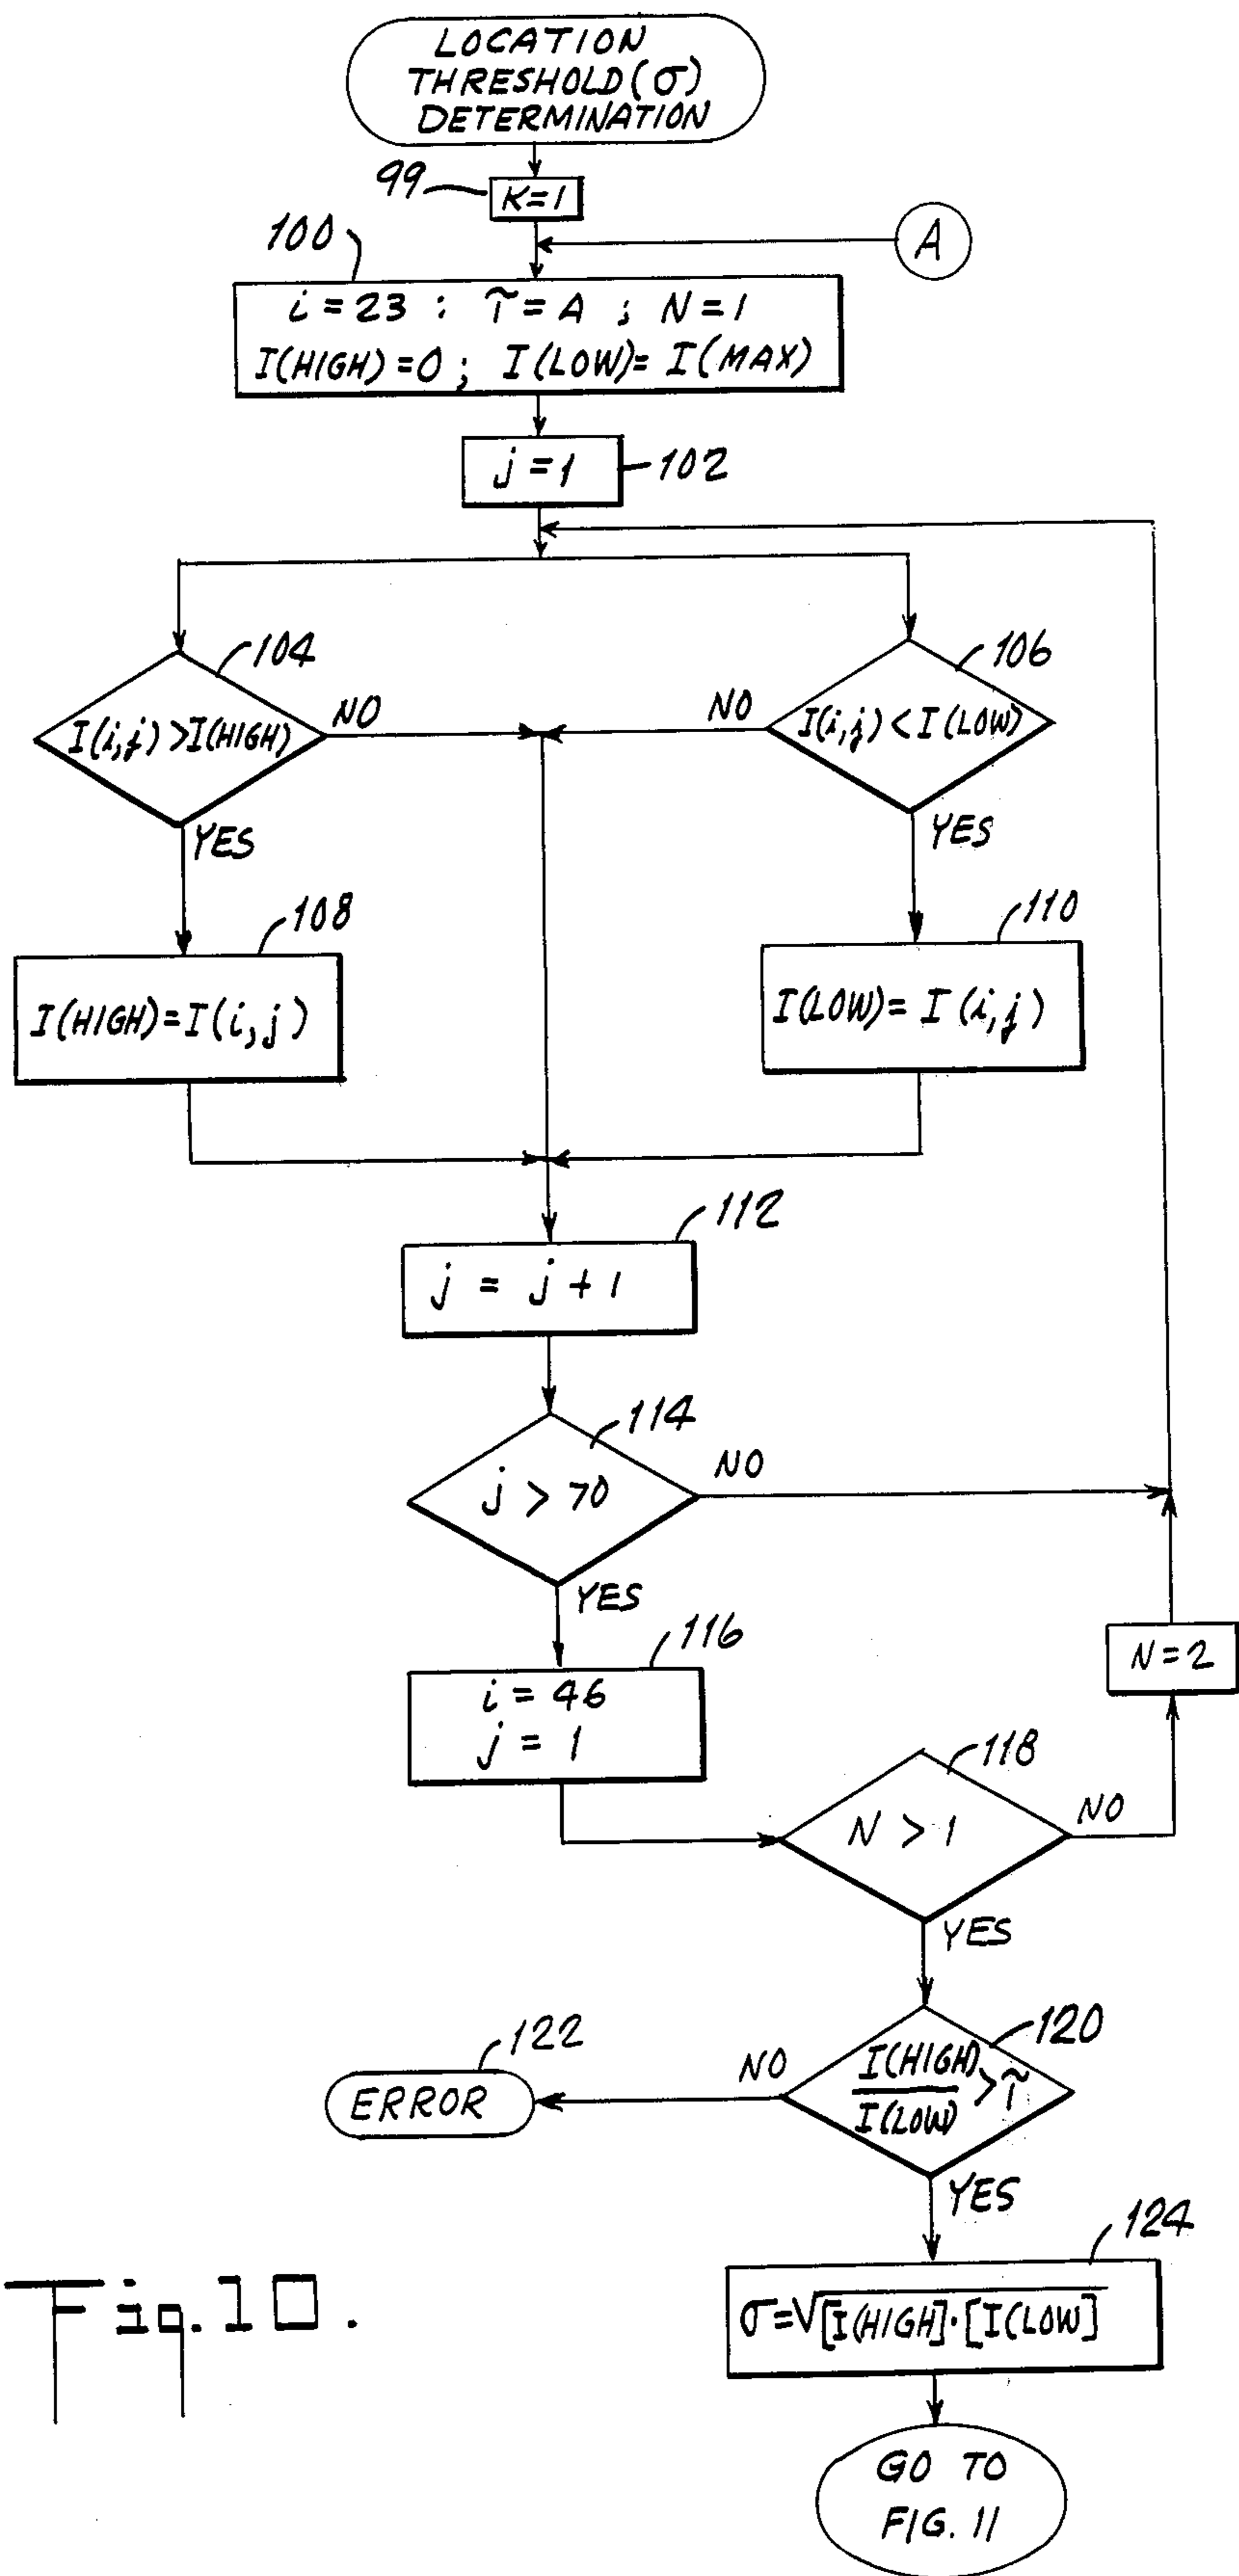 LOCATION
THRESHOLD (σ)
DETERMINATION
99
K=1
A
100
i=23 : T̃=A ; N=1
I(HIGH)=0 ; I(LOW)= I(MAX)
j=1
102
104
106
I(i,j)>I(HIGH)
NO
NO
I(i,j)<I(LOW)
YES
YES
108
110
I(HIGH)=I(i,j)
I(LOW)= I(i,j)
112
j = j + 1
114
j > 70
NO
YES
116
i = 46
j = 1
N=2
118
N > 1
NO
YES
120
122
I(HIGH)
I(LOW)
>T̃
NO
ERROR
YES
124
σ=√[I(HIGH]·[I(LOW]
GO TO
FIG. 11
Fig.10.